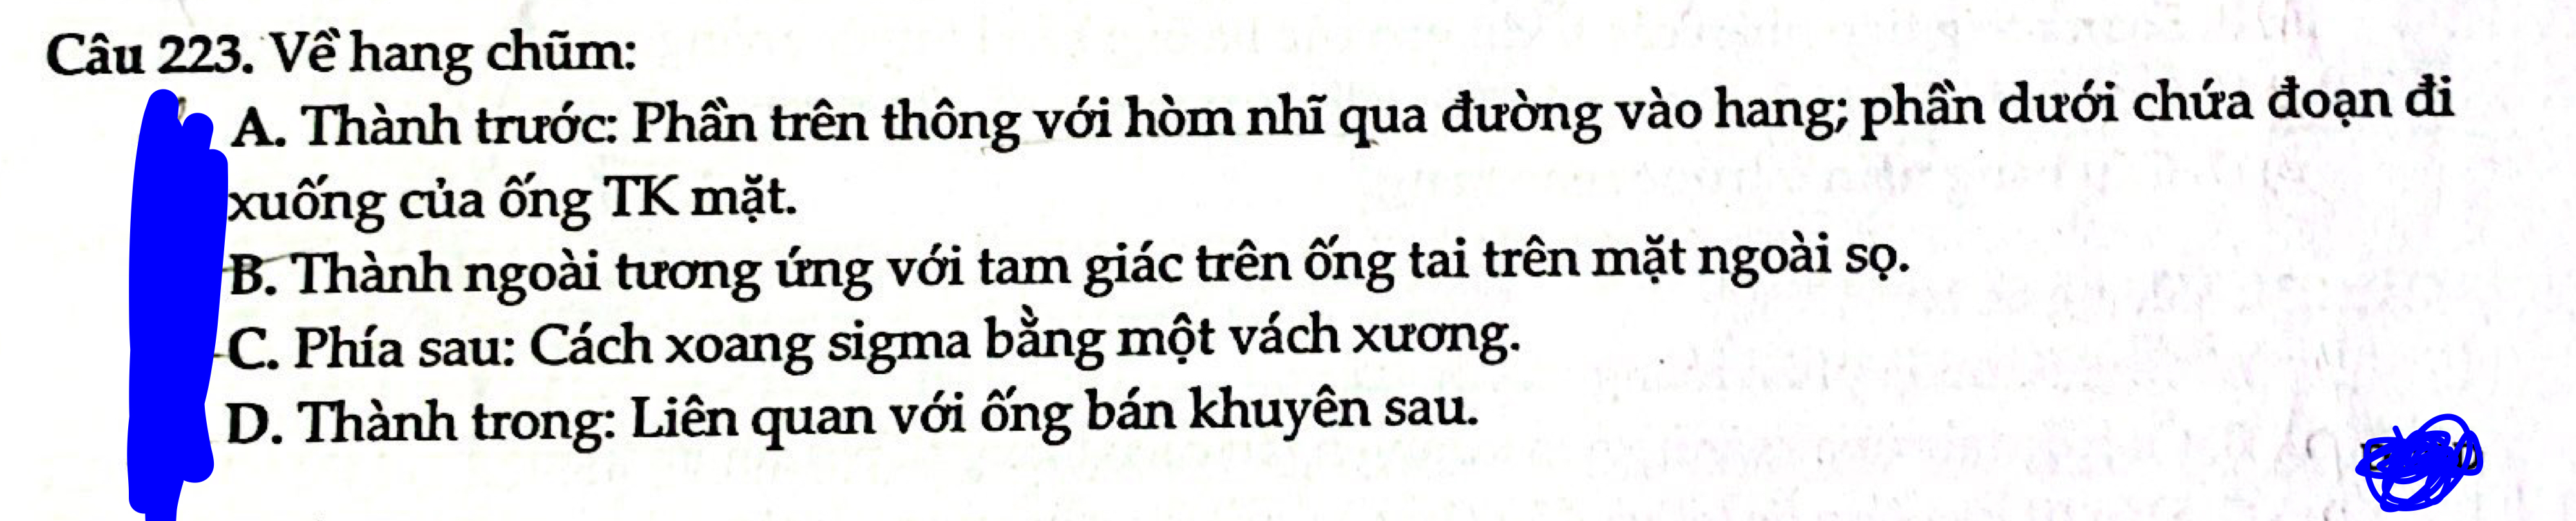 Câu 223. Về hang chũm:
A. Thành trước: Phần trên thông với hòm nhĩ qua đường vào hang; phần dưới chứa đoạn đi
xuống của ống TK mặt.
B. Thành ngoài tương ứng với tam giác trên ống tai trên mặt ngoài sọ.
C. Phía sau: Cách xoang sigma bằng một vách xương.
D. Thành trong: Liên quan với ống bán khuyên sau.